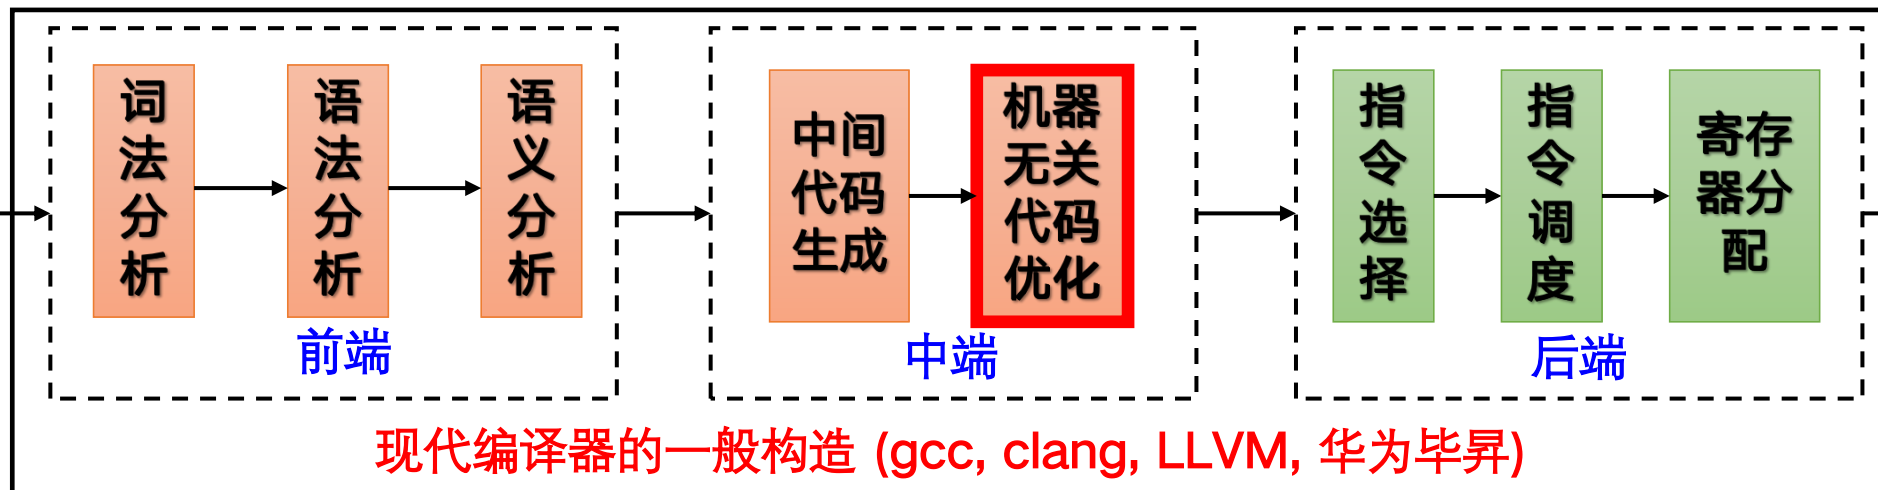 词
法
分
析
语
法
分
析
语
义
分
析
前端
中间
代码
生成
机器
无关
代码
优化
中端
指
令
选
择
指
令
调
度
寄存
器分
配
后端
现代编译器的一般构造 (gcc, clang, LLVM, 华为毕昇)